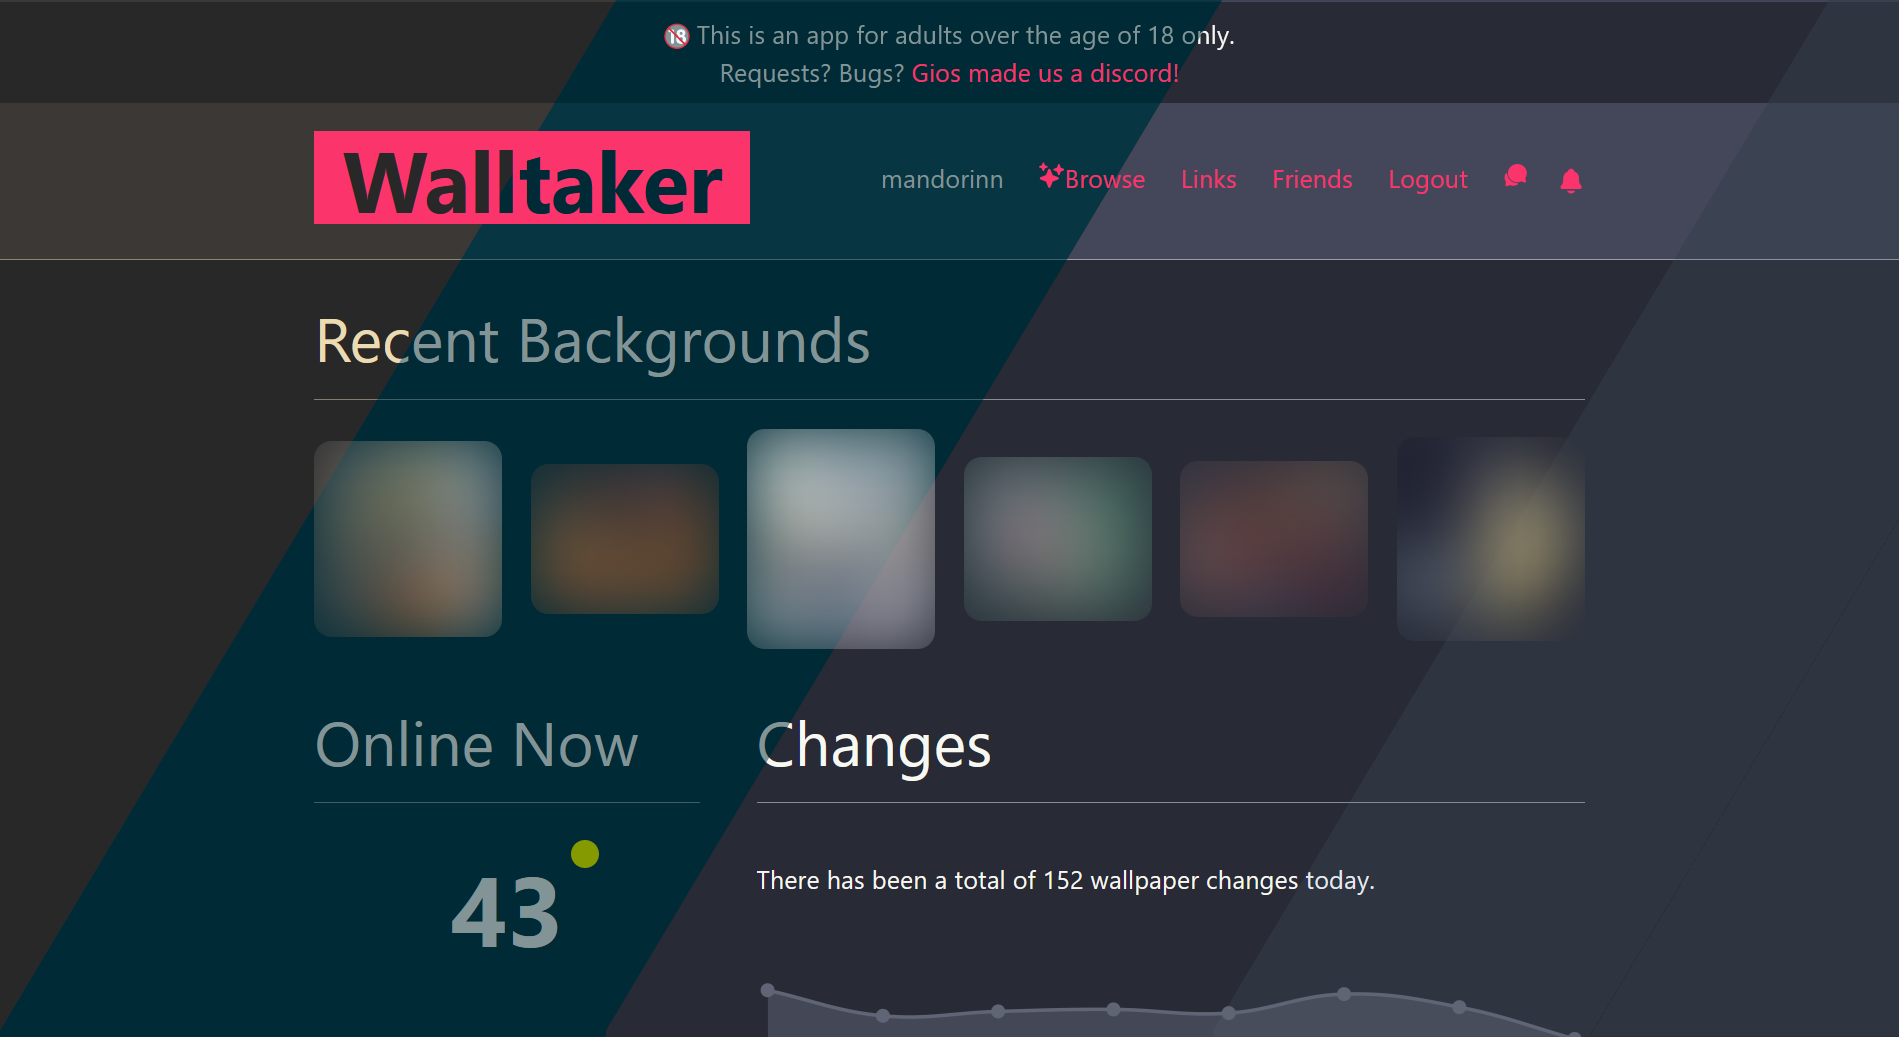 🔞 This is an app for adults over the age of 18 only.
Requests? Bugs? Gios made us a discord!
Walltaker
mandorinn Browse Links Friends Logout
Recent Backgrounds
Online Now
Changes
43
There has been a total of 152 wallpaper changes today.